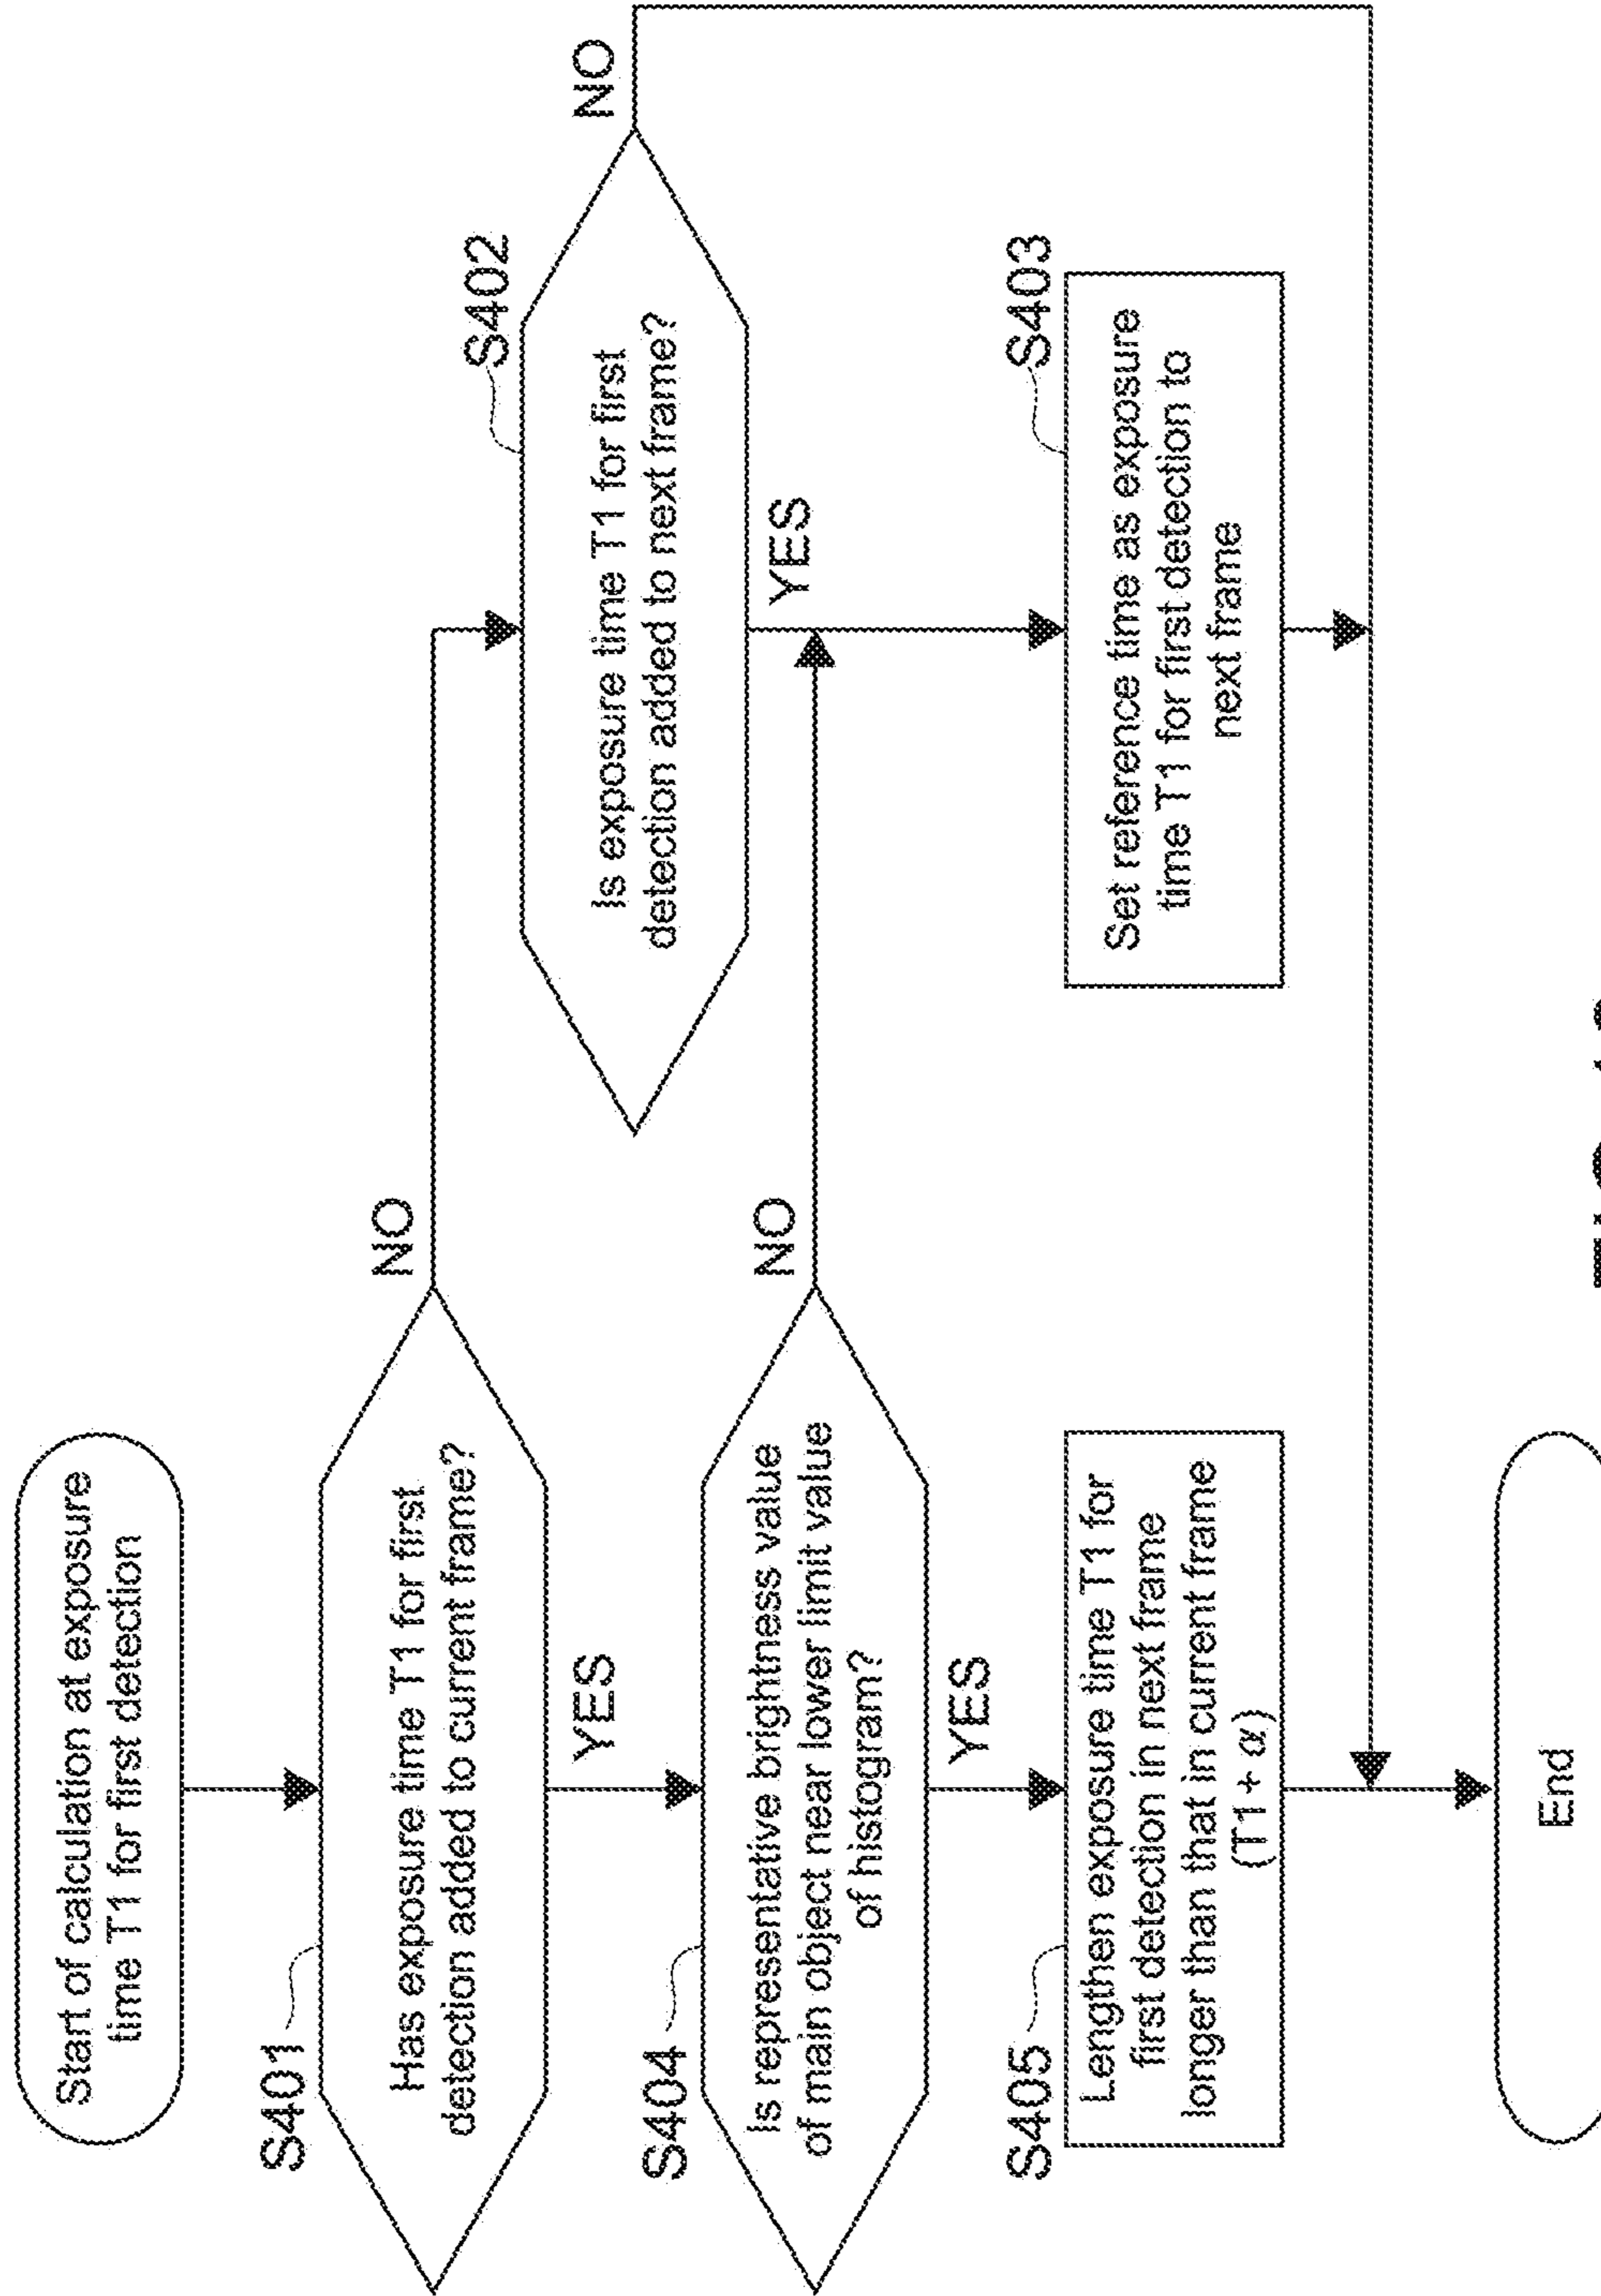 Start of calculation at exposure
time T1 for first detection
S401
Has exposure time T1 for first
detection added to current frame?
NO
YES
S402
Is exposure time T1 for first
detection added to next frame?
NO
YES
S404
Is representative brightness value
of main object near lower limit value
of histogram?
NO
YES
S403
Set reference time as exposure
time T1 for first detection to
next frame
S405
Lengthen exposure time T1 for
first detection in next frame
longer than that in current frame
(T1 + α)
End